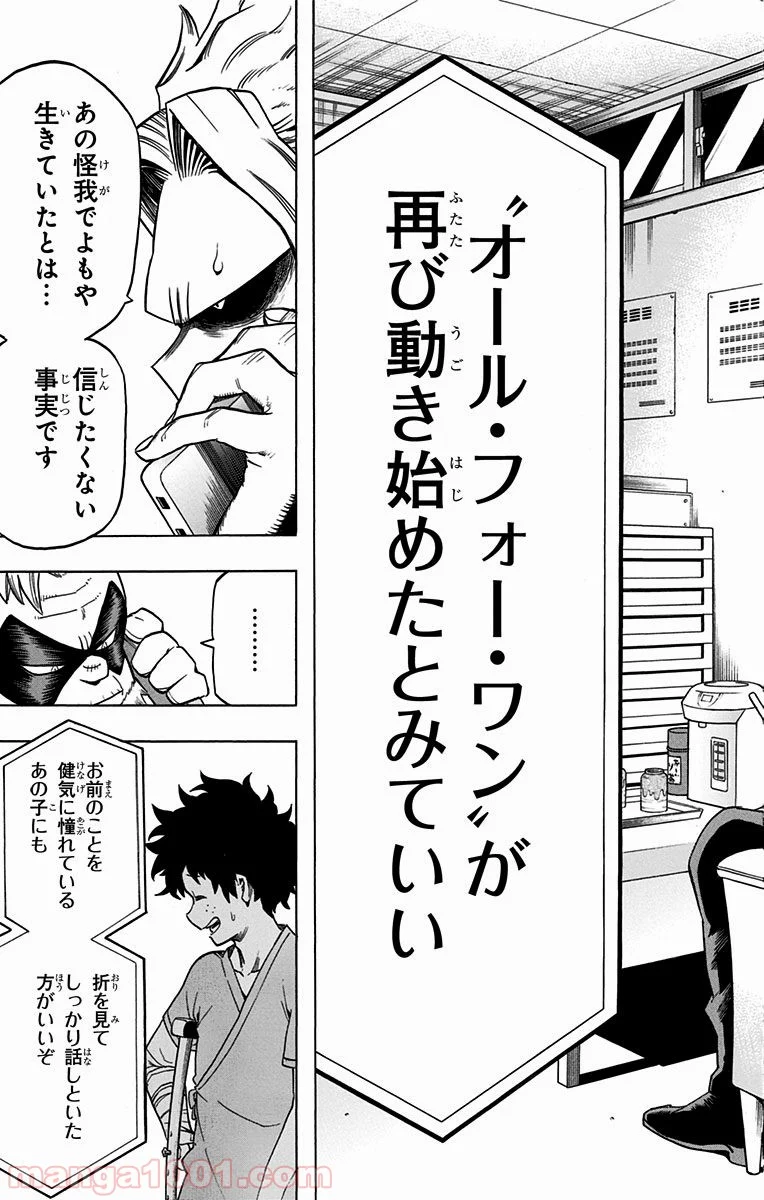 〝オール・フォー・ワン〟が
再び動き始めたとみていい
あの怪我でよもや
生きていたとは…
信じたくない
事実です
………
お前のことを
健気に憧れている
あの子にも
折を見て
しっかり話しといた
方がいいぞ
manga1001.com